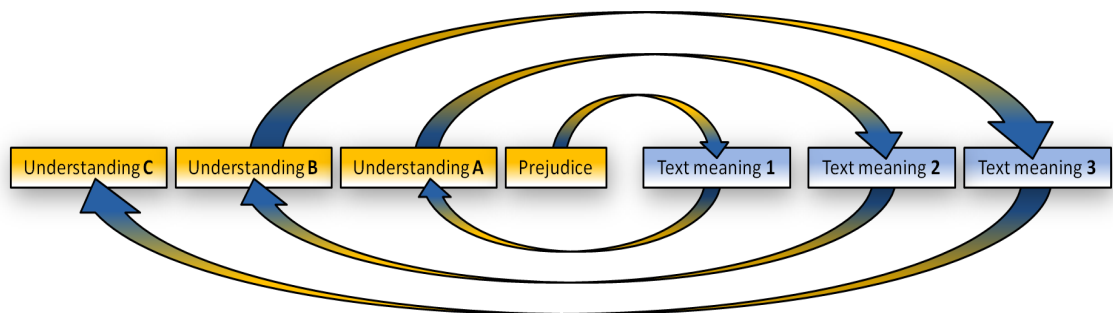 Understanding C
Understanding B
Understanding A
Prejudice
Text meaning 1
Text meaning 2
Text meaning 3